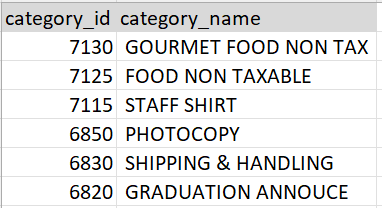 category_id category_name
7130 GOURMET FOOD NON TAX
7125 FOOD NON TAXABLE
7115 STAFF SHIRT
6850 PHOTOCOPY
6830 SHIPPING & HANDLING
6820 GRADUATION ANNOUCE